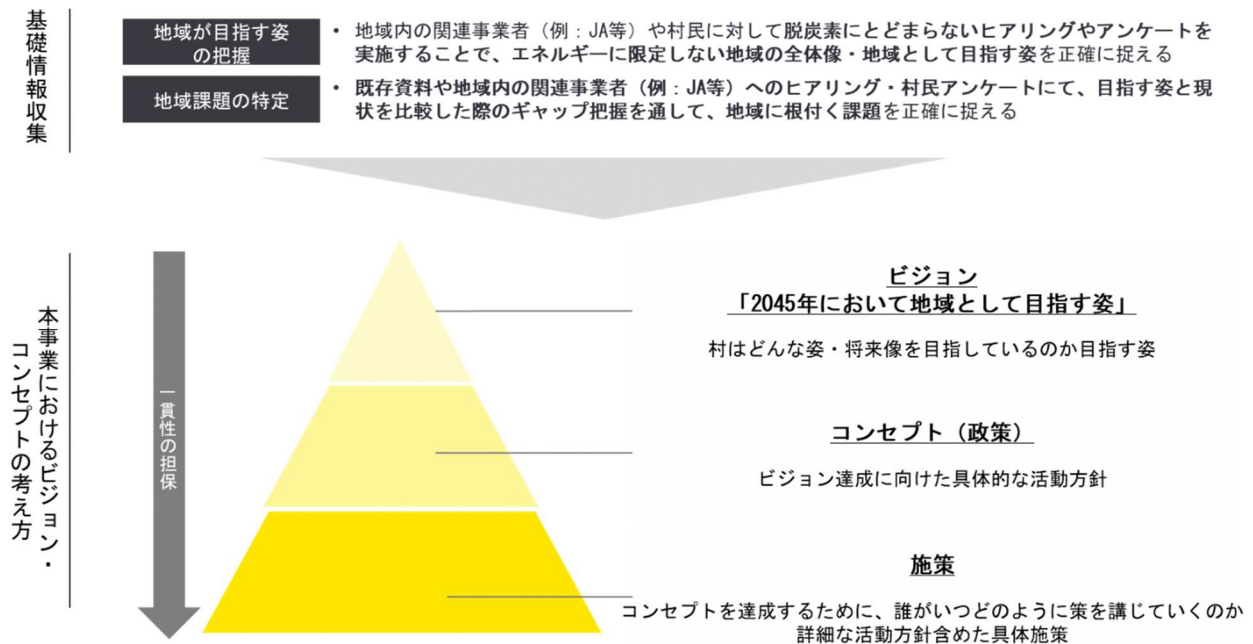 基礎情報収集
地域が目指す姿
の把握
・ 地域内の関連事業者（例：JA等）や村民に対して脱炭素にとどまらないヒアリングやアンケートを
実施することで、エネルギーに限定しない地域の全体像・地域として目指す姿を正確に捉える
地域課題の特定
・ 既存資料や地域内の関連事業者（例：JA等）へのヒアリング・村民アンケートにて、目指す姿と現
状を比較した際のギャップ把握を通して、地域に根付く課題を正確に捉える
本事業におけるビジョン・
コンセプトの考え方
一貫性の担保
ビジョン
「2045年において地域として目指す姿」
村はどんな姿・将来像を目指しているのか目指す姿
コンセプト（政策）
ビジョン達成に向けた具体的な活動方針
施策
コンセプトを達成するために、誰がいつどのように策を講じていくのか
詳細な活動方針含めた具体施策